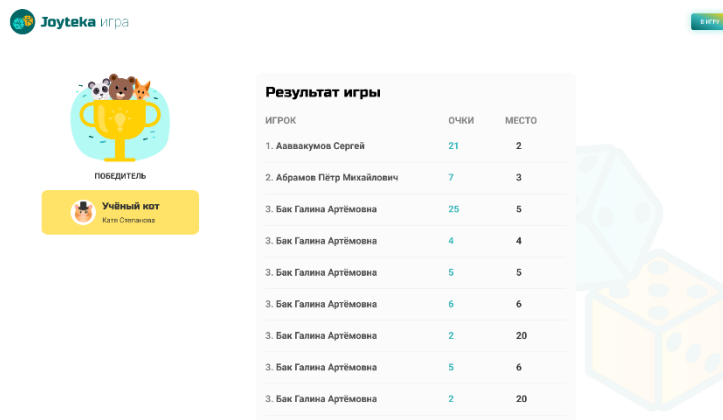 Joyteka игра
В ИГРУ
ПОБЕДИТЕЛЬ
Учёный кот
Катя Степанова
Результат игры
ИГРОК ОЧКИ МЕСТО
1. Ааввакумов Сергей 21 2
2. Абрамов Пётр Михайлович 7 3
3. Бак Галина Артёмовна 25 5
3. Бак Галина Артёмовна 4 4
3. Бак Галина Артёмовна 5 5
3. Бак Галина Артёмовна 6 6
3. Бак Галина Артёмовна 2 20
3. Бак Галина Артёмовна 5 6
3. Бак Галина Артёмовна 2 20